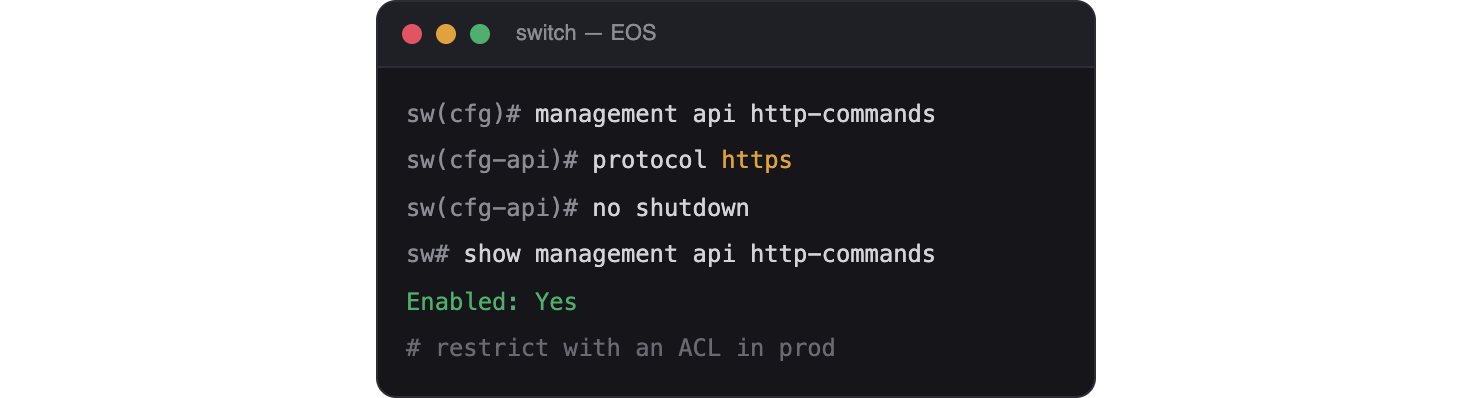 switch — EOS
sw(cfg)# management api http-commands
sw(cfg-api)# protocol https
sw(cfg-api)# no shutdown
sw# show management api http-commands
Enabled: Yes
# restrict with an ACL in prod